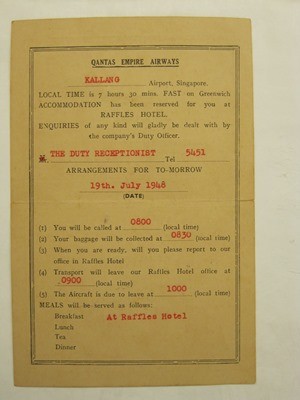 QANTAS EMPIRE AIRWAYS
KALLANG Airport, Singapore.
LOCAL TIME is 7 hours 30 mins. FAST on Greenwich
ACCOMMODATION has been reserved for you at
RAFFLES HOTEL.
ENQUIRIES of any kind will gladly be dealt with by
the company's Duty Officer.
THE DUTY RECEPTIONIST Tel 5451
ARRANGEMENTS FOR TO-MORROW
19th. July 1948
(DATE)
(1) You will be called at 0800 (local time)
(2) Your baggage will be collected at 0830 (local time)
(3) When you are ready, will you please report to our
office in Raffles Hotel
(4) Transport will leave our Raffles Hotel office at
0900 (local time)
(5) The Aircraft is due to leave at 1000 (local time)
MEALS will be served as follows:
Breakfast At Raffles Hotel
Lunch
Tea
Dinner